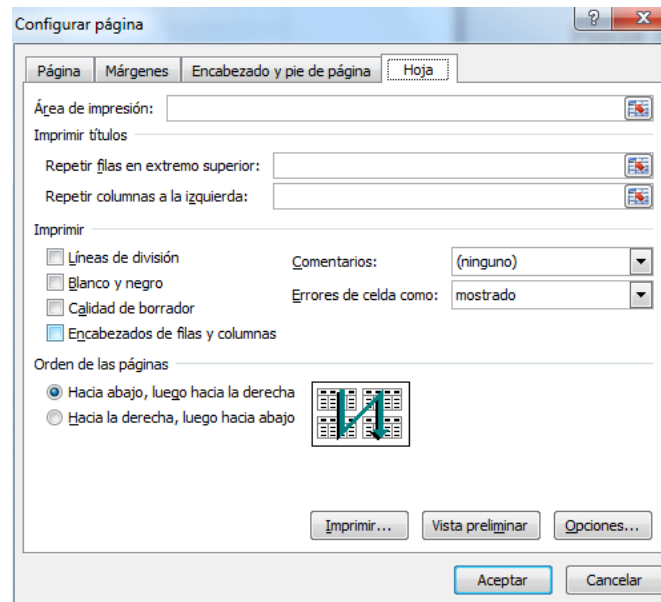 Configurar página
Página Márgenes Encabezado y pie de página Hoja
Área de impresión:
Imprimir títulos
Repetir filas en extremo superior:
Repetir columnas a la izquierda:
Imprimir
Líneas de división
Blanco y negro
Calidad de borrador
Encabezados de filas y columnas
Comentarios: (ninguno)
Errores de celda como: mostrado
Orden de las páginas
Hacia abajo, luego hacia la derecha
Hacia la derecha, luego hacia abajo
Imprimir... Vista preliminar Opciones...
Aceptar Cancelar